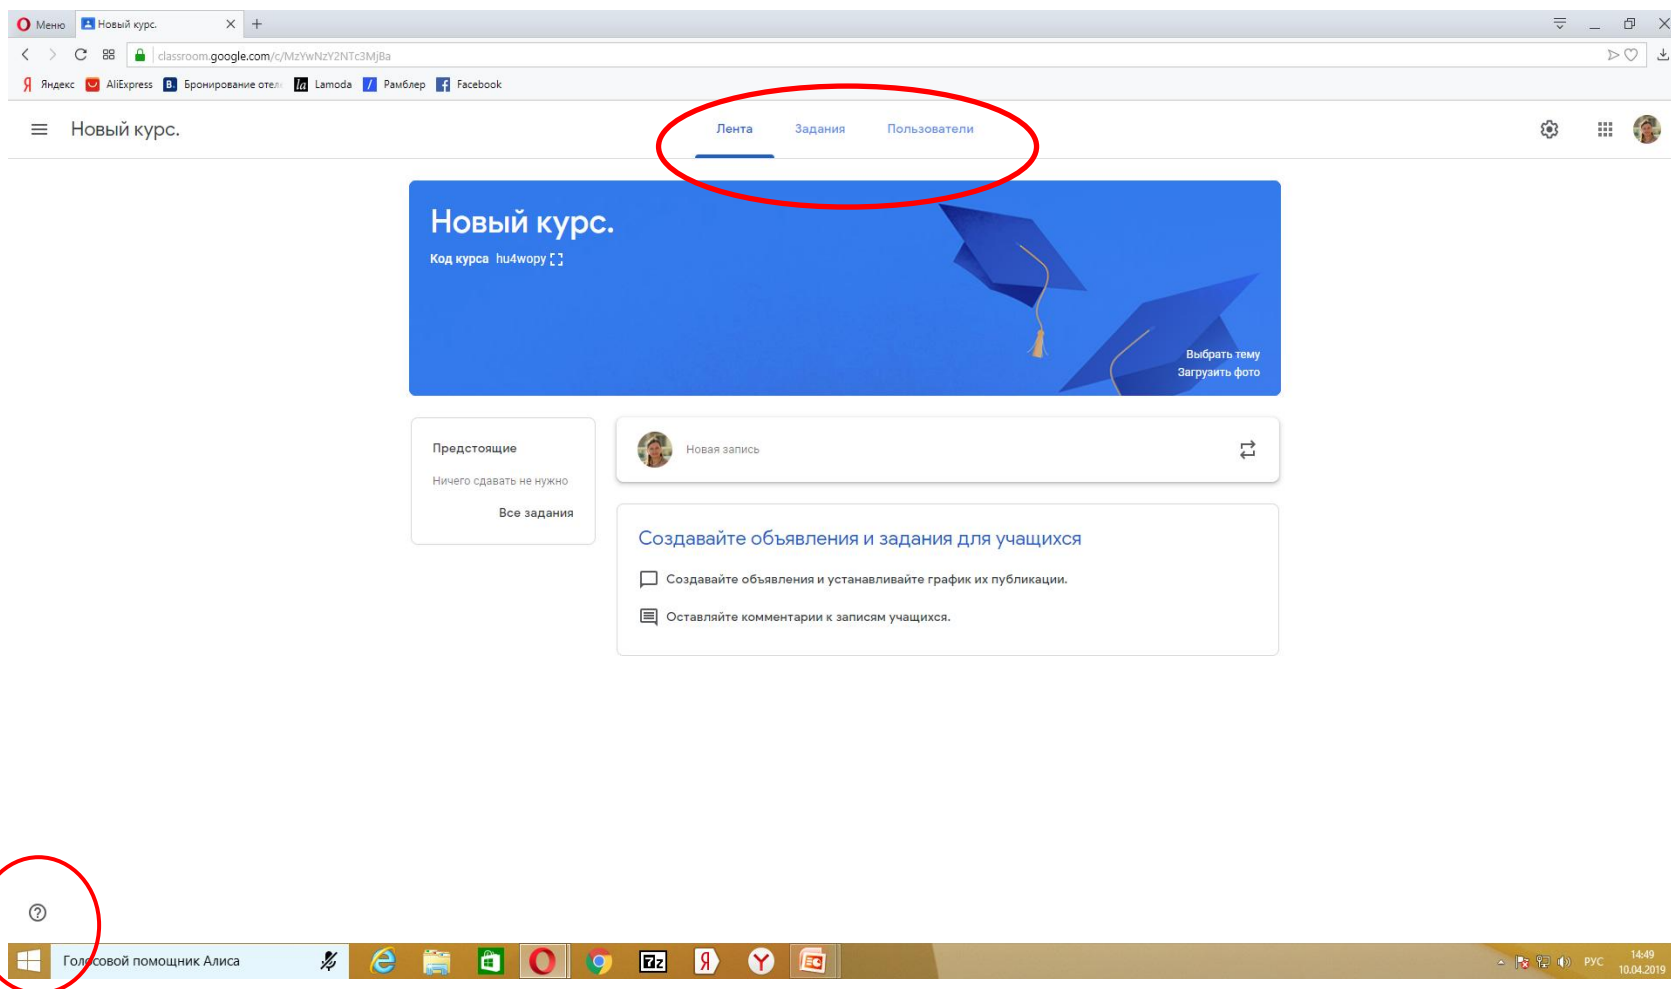 Меню Новый курс.
classroom.google.com/c/MzYwNzY2NTc3MjBa
Яндекс AliExpress B. Бронирование отел la Lamoda Рамблер Facebook
Новый курс. Лента Задания Пользователи
Новый курс.
Код курса hu4wopy
Выбрать тему
Загрузить фото
Предстоящие
Ничего сдавать не нужно
Все задания
Новая запись
Создавайте объявления и задания для учащихся
Создавайте объявления и устанавливайте график их публикации.
Оставляйте комментарии к записям учащихся.
Голосовой помощник Алиса 7z Я Y РУС 14:49
10.04.2019